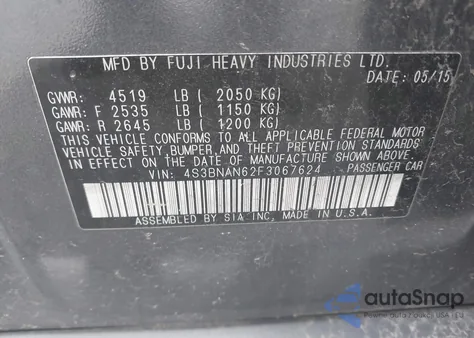 MFD BY FUJI HEAVY INDUSTRIES LTD.
DATE: 05/15
GVWR: 4519 LB ( 2050 KG)
GAWR: F 2535 LB ( 1150 KG)
GAWR: R 2645 LB ( 1200 KG)
THIS VEHICLE CONFORMS TO ALL APPLICABLE FEDERAL MOTOR
VEHICLE SAFETY, BUMPER, AND THEFT PREVENTION STANDARDS
IN EFFECT ON THE DATE OF MANUFACTURE SHOWN ABOVE.
VIN: 4S3BNAN62F3067624 PASSENGER CAR
ASSEMBLED BY SIA INC, MADE IN U.S.A.
autoSnap